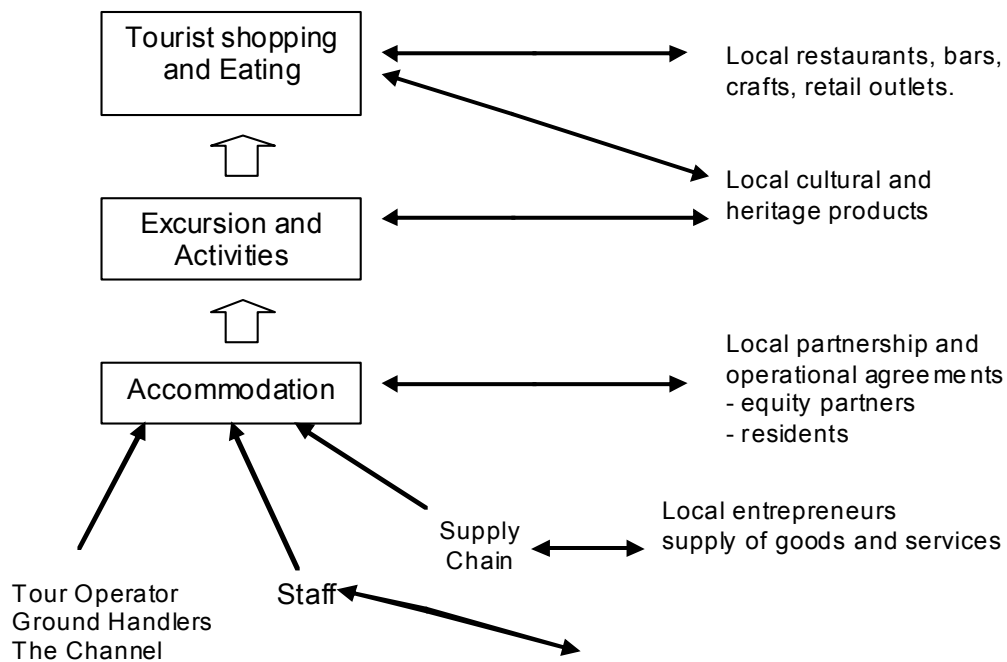 Tourist shopping
and Eating
Local restaurants, bars,
crafts, retail outlets.
Local cultural and
heritage products
Excursion and
Activities
Local partnership and
operational agreements
- equity partners
- residents
Accommodation
Local entrepreneurs
supply of goods and services
Supply
Chain
Tour Operator
Ground Handlers
The Channel
Staff